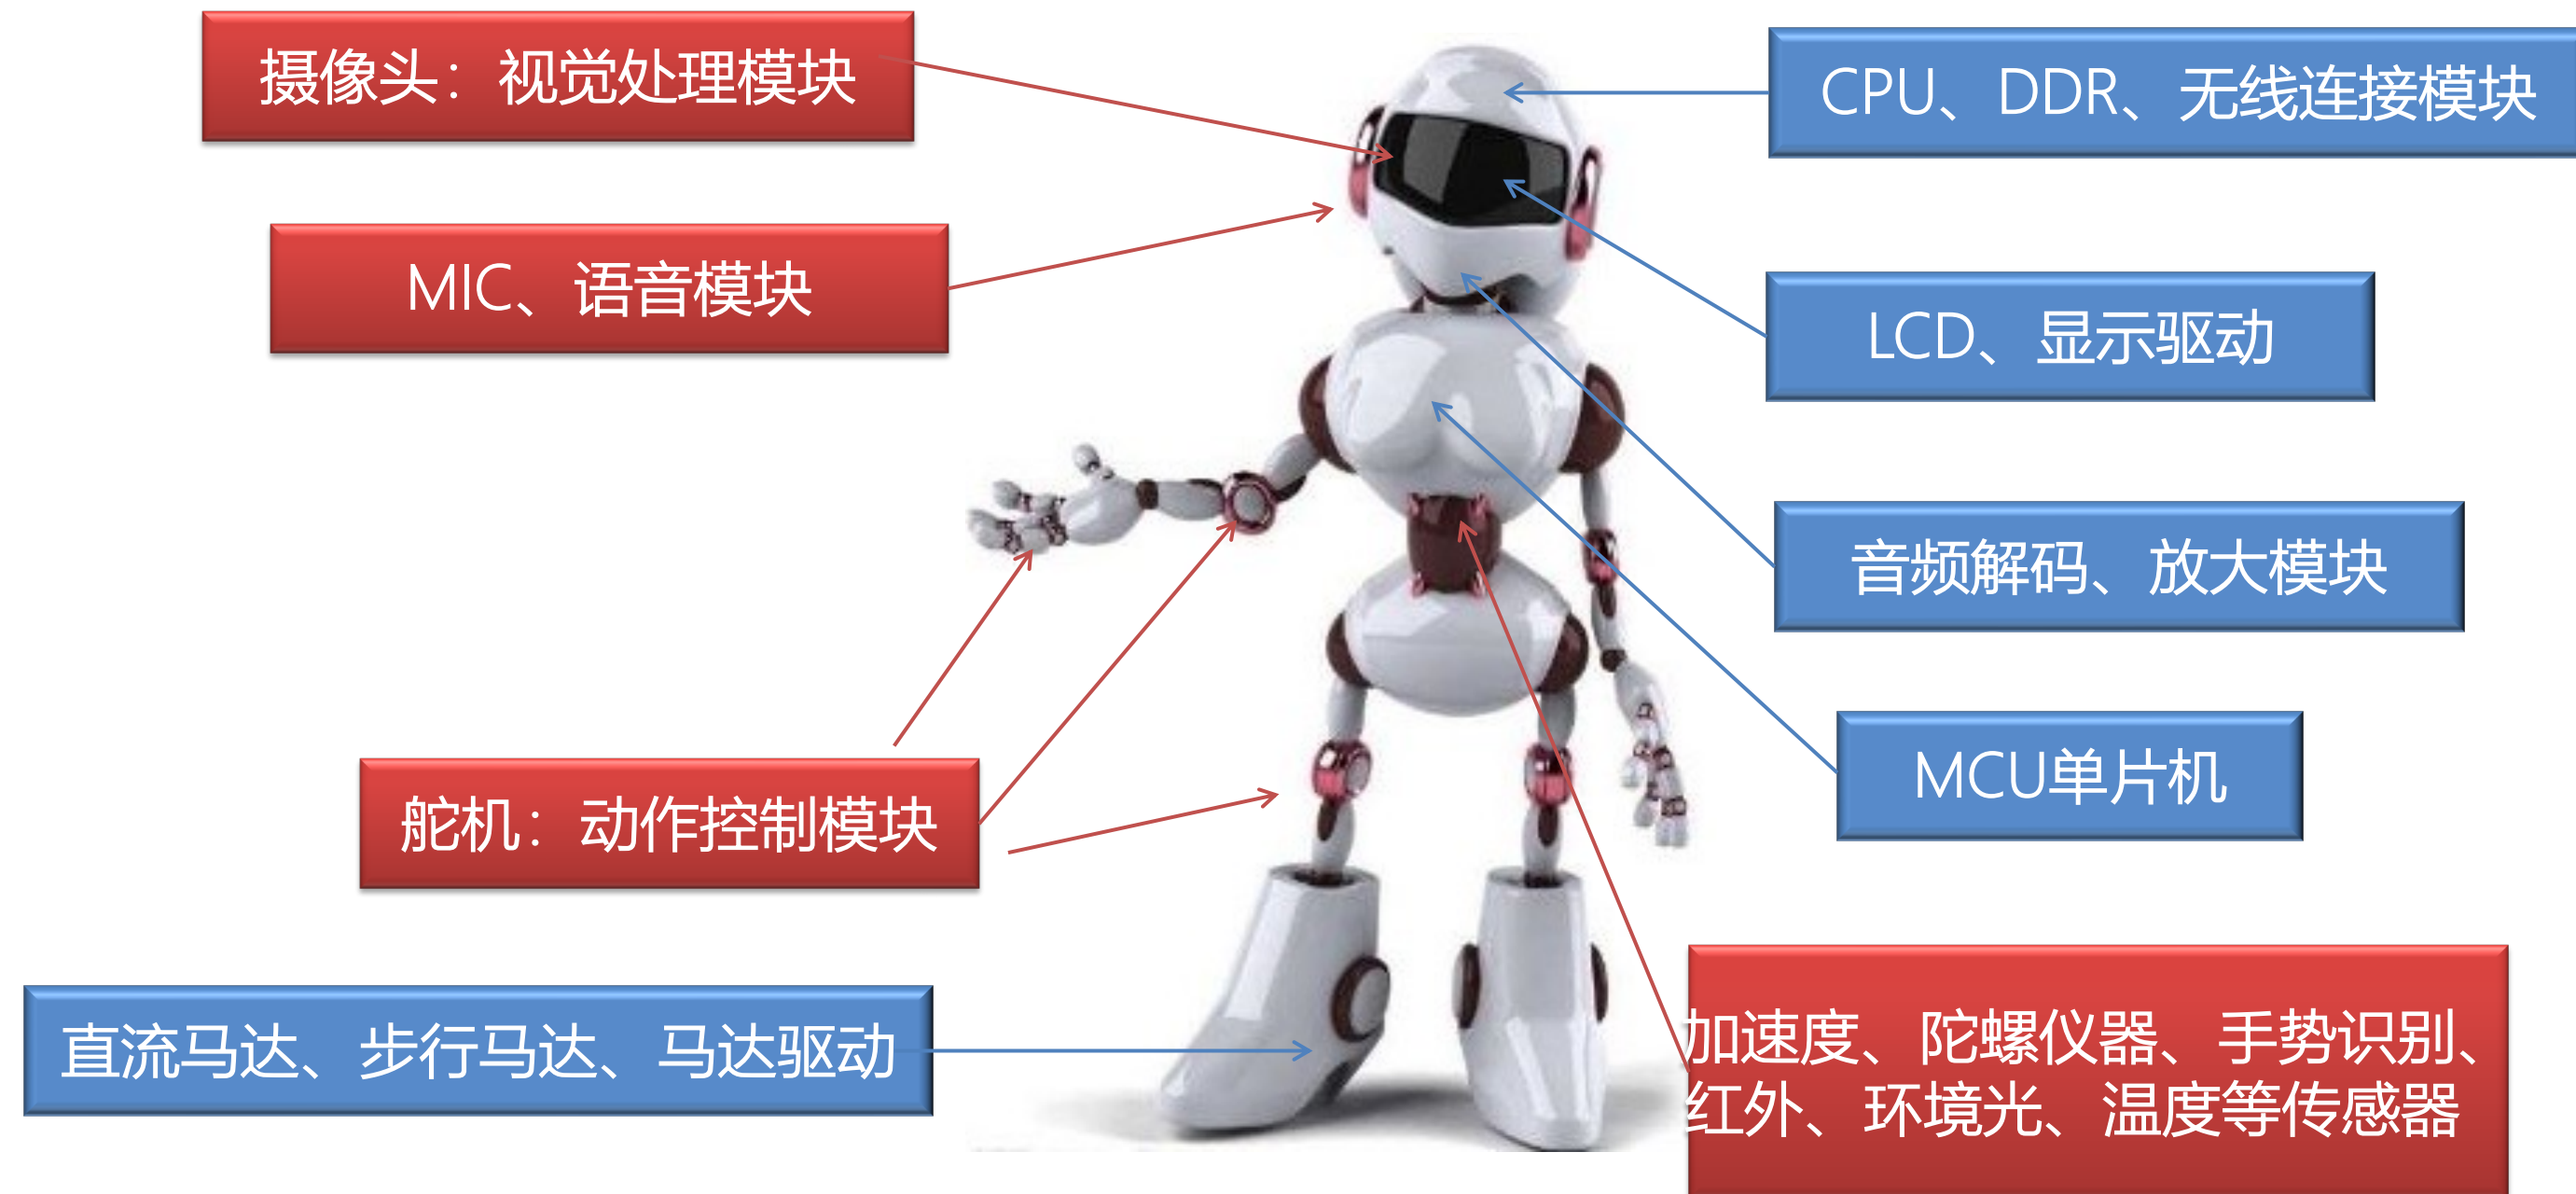 摄像头：视觉处理模块
CPU、DDR、无线连接模块
MIC、语音模块
LCD、显示驱动
音频解码、放大模块
MCU单片机
舵机：动作控制模块
直流马达、步行马达、马达驱动
加速度、陀螺仪器、手势识别、
红外、环境光、温度等传感器